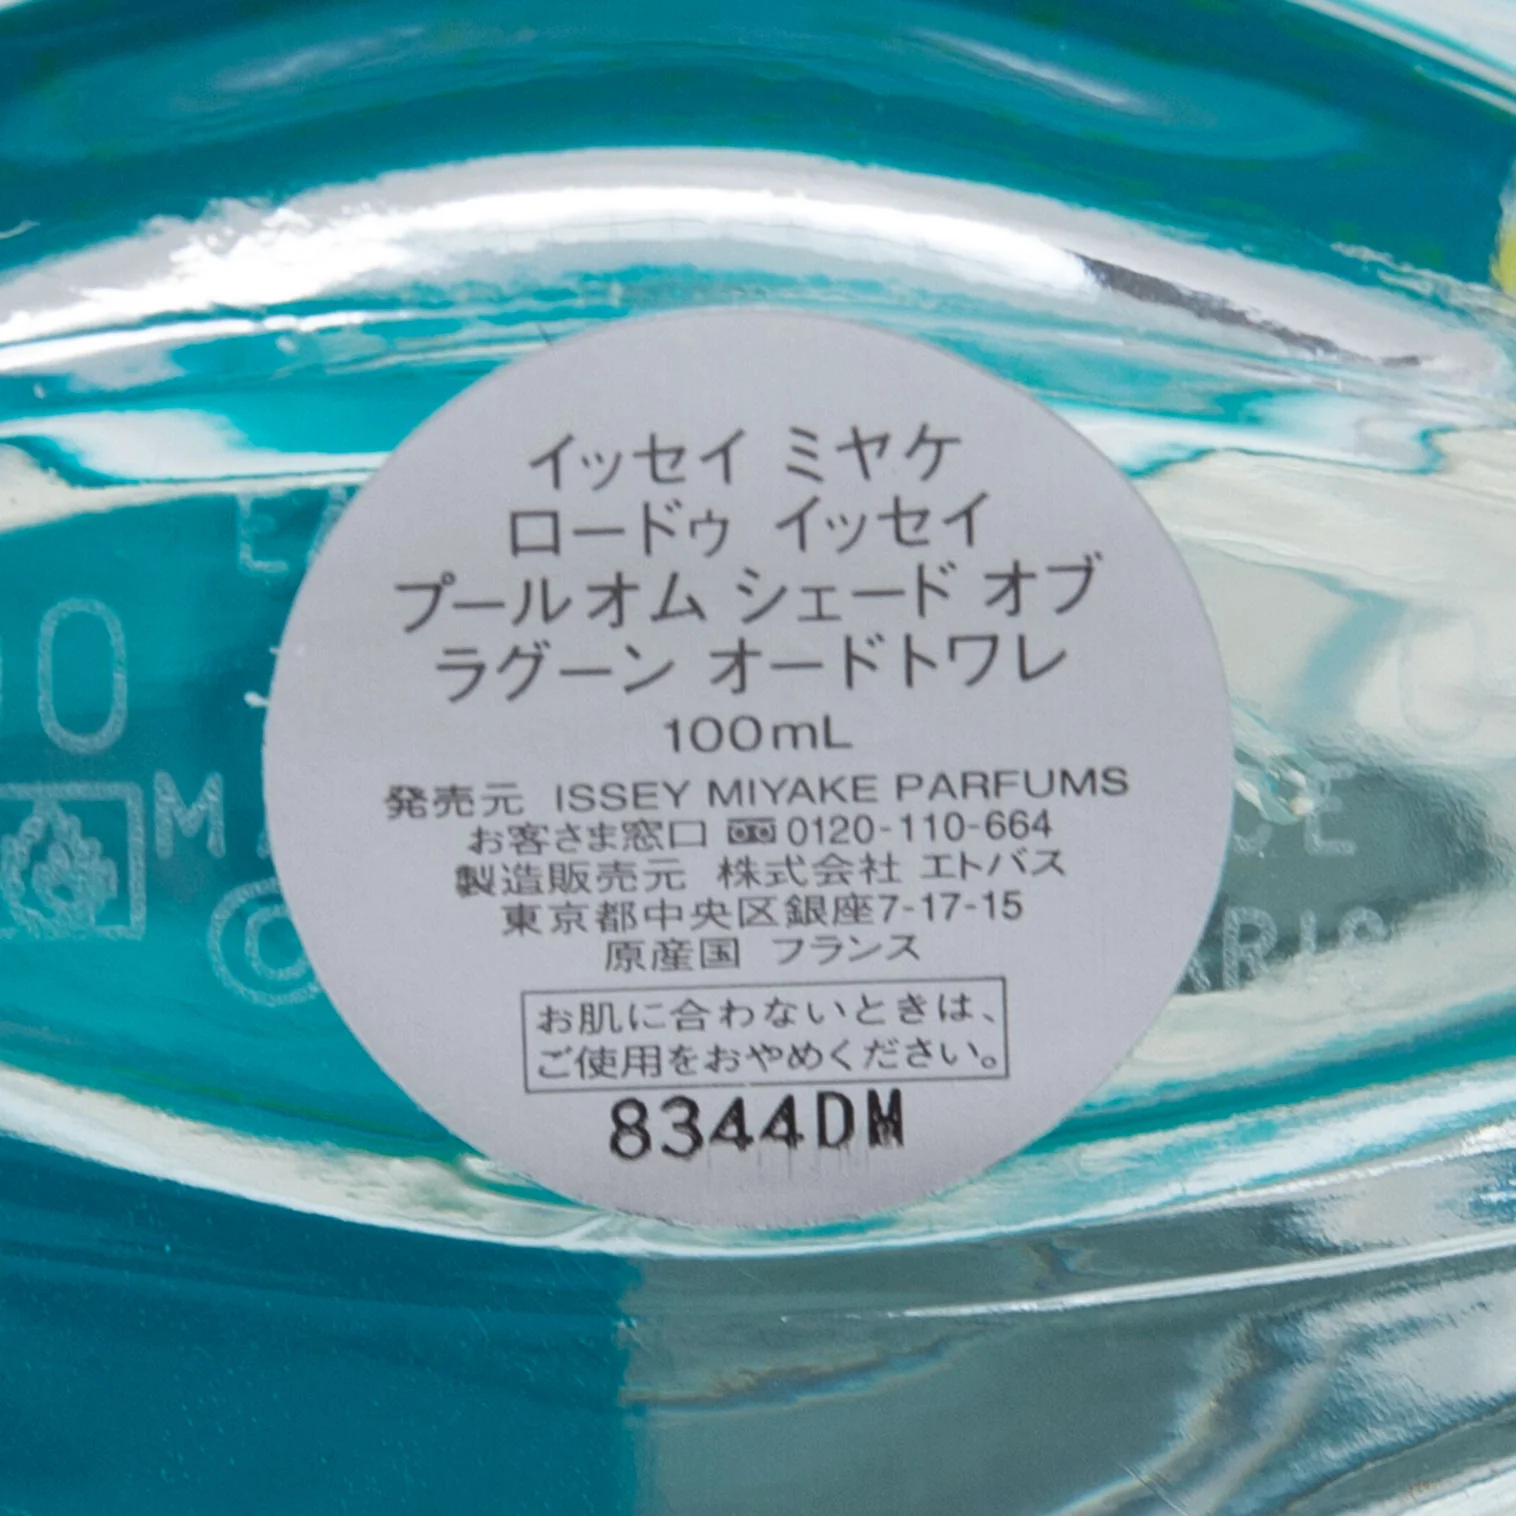 イッセイ ミヤケ
ロードゥ イッセイ
プールオム シェード オブ
ラグーン オードトワレ
100mL
発売元 ISSEY MIYAKE PARFUMS
お客さま窓口 0120-110-664
製造販売元 株式会社 エトバス
東京都中央区銀座7-17-15
原産国 フランス
お肌に合わないときは、
ご使用をおやめください。
8344DM